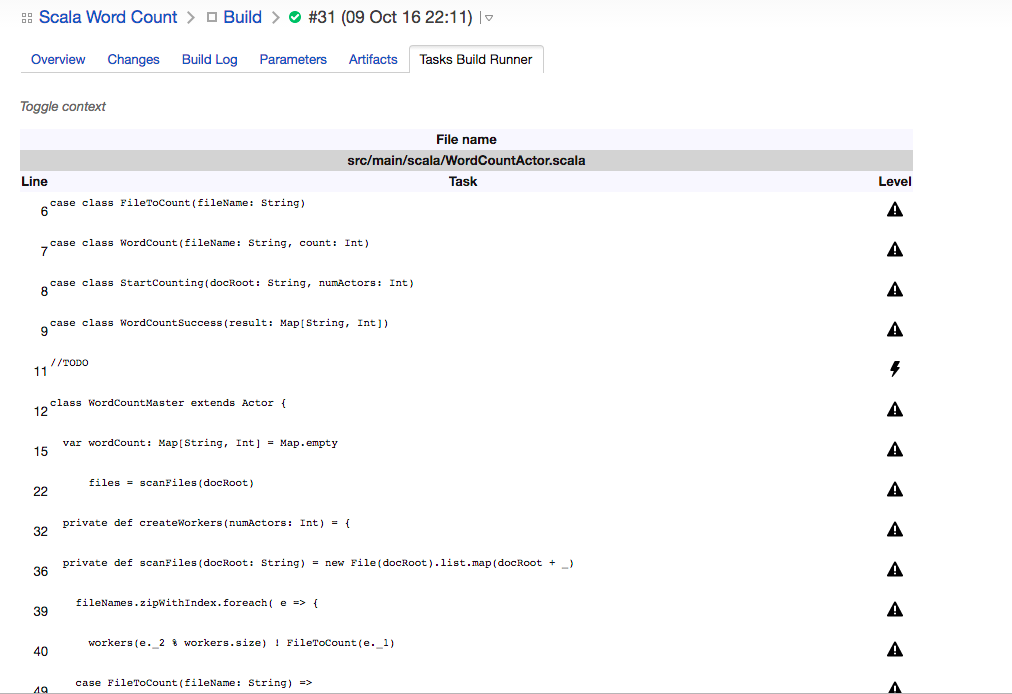 Scala Word Count > Build > #31 (09 Oct 16 22:11)
Overview Changes Build Log Parameters Artifacts Tasks Build Runner
Toggle context
File name
src/main/scala/WordCountActor.scala
Line Task Level
6 case class FileToCount(fileName: String)
7 case class WordCount(fileName: String, count: Int)
8 case class StartCounting(docRoot: String, numActors: Int)
9 case class WordCountSuccess(result: Map[String, Int])
11 //TODO
12 class WordCountMaster extends Actor {
15 var wordCount: Map[String, Int] = Map.empty
22 files = scanFiles(docRoot)
32 private def createWorkers(numActors: Int) = {
36 private def scanFiles(docRoot: String) = new File(docRoot).list.map(docRoot + _)
39 fileNames.zipWithIndex.foreach( e => {
40 workers(e._2 % workers.size) ! FileToCount(e._1)
49 case FileToCount(fileName: String) =>